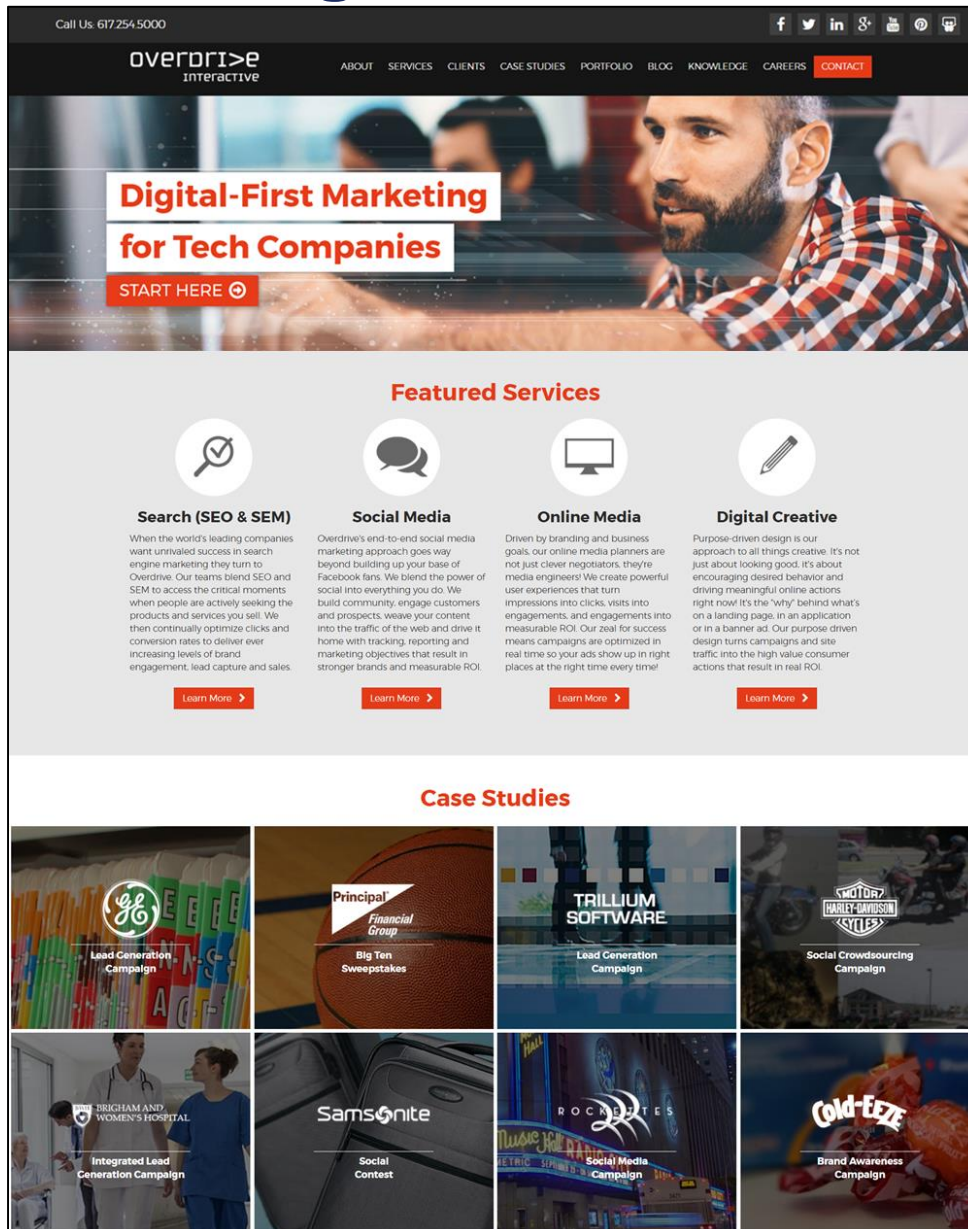 Call Us: 617.254.5000
OVERDRIVE
INTERACTIVE
ABOUT SERVICES CLIENTS CASE STUDIES PORTFOLIO BLOG KNOWLEDGE CAREERS CONTACT
Digital-First Marketing
for Tech Companies
START HERE
Featured Services
Search (SEO & SEM)
When the world's leading companies
want unrivaled success in search
engine marketing they turn to
Overdrive. Our teams blend SEO and
SEM to access the critical moments
when people are actively seeking the
products and services you sell. We
then continually optimize clicks and
conversion rates to deliver ever
increasing levels of brand
engagement, lead capture and sales.
Learn More
Social Media
Overdrive's end-to-end social media
marketing approach goes way
beyond building up your base of
Facebook fans. We blend the power of
social into everything you do. We
build community, engage customers
and prospects, weave your content
into the traffic of the web and drive it
home with tracking, reporting and
marketing objectives that result in
stronger brands and measurable ROI.
Learn More
Online Media
Driven by branding and business
goals, our online media planners are
not just clever negotiators, they're
media engineers! We create powerful
user experiences that turn
impressions into clicks, visits into
engagements, and engagements into
measurable ROI. Our zeal for success
means campaigns are optimized in
real time so your ads show up in right
places at the right time every time!
Learn More
Digital Creative
Purpose-driven design is our
approach to all things creative. It's not
just about looking good, it's about
encouraging desired behavior and
driving meaningful online actions
right now! It's the "why" behind what's
on a landing page, in an application
or in a banner ad. Our purpose driven
design turns campaigns and site
traffic into the high value consumer
actions that result in real ROI.
Learn More
Case Studies
GE
Lead Generation
Campaign
Principal
Financial
Group
Big Ten
Sweepstakes
TRILLIUM
SOFTWARE
Lead Generation
Campaign
MOTOR
HARLEY-DAVIDSON
CYCLES
Social Crowdsourcing
Campaign
BRIGHAM AND
WOMEN'S HOSPITAL
Integrated Lead
Generation Campaign
Samsonite
Social
Contest
ROCKETTES
Social Media
Campaign
Cold-EEZE
Brand Awareness
Campaign